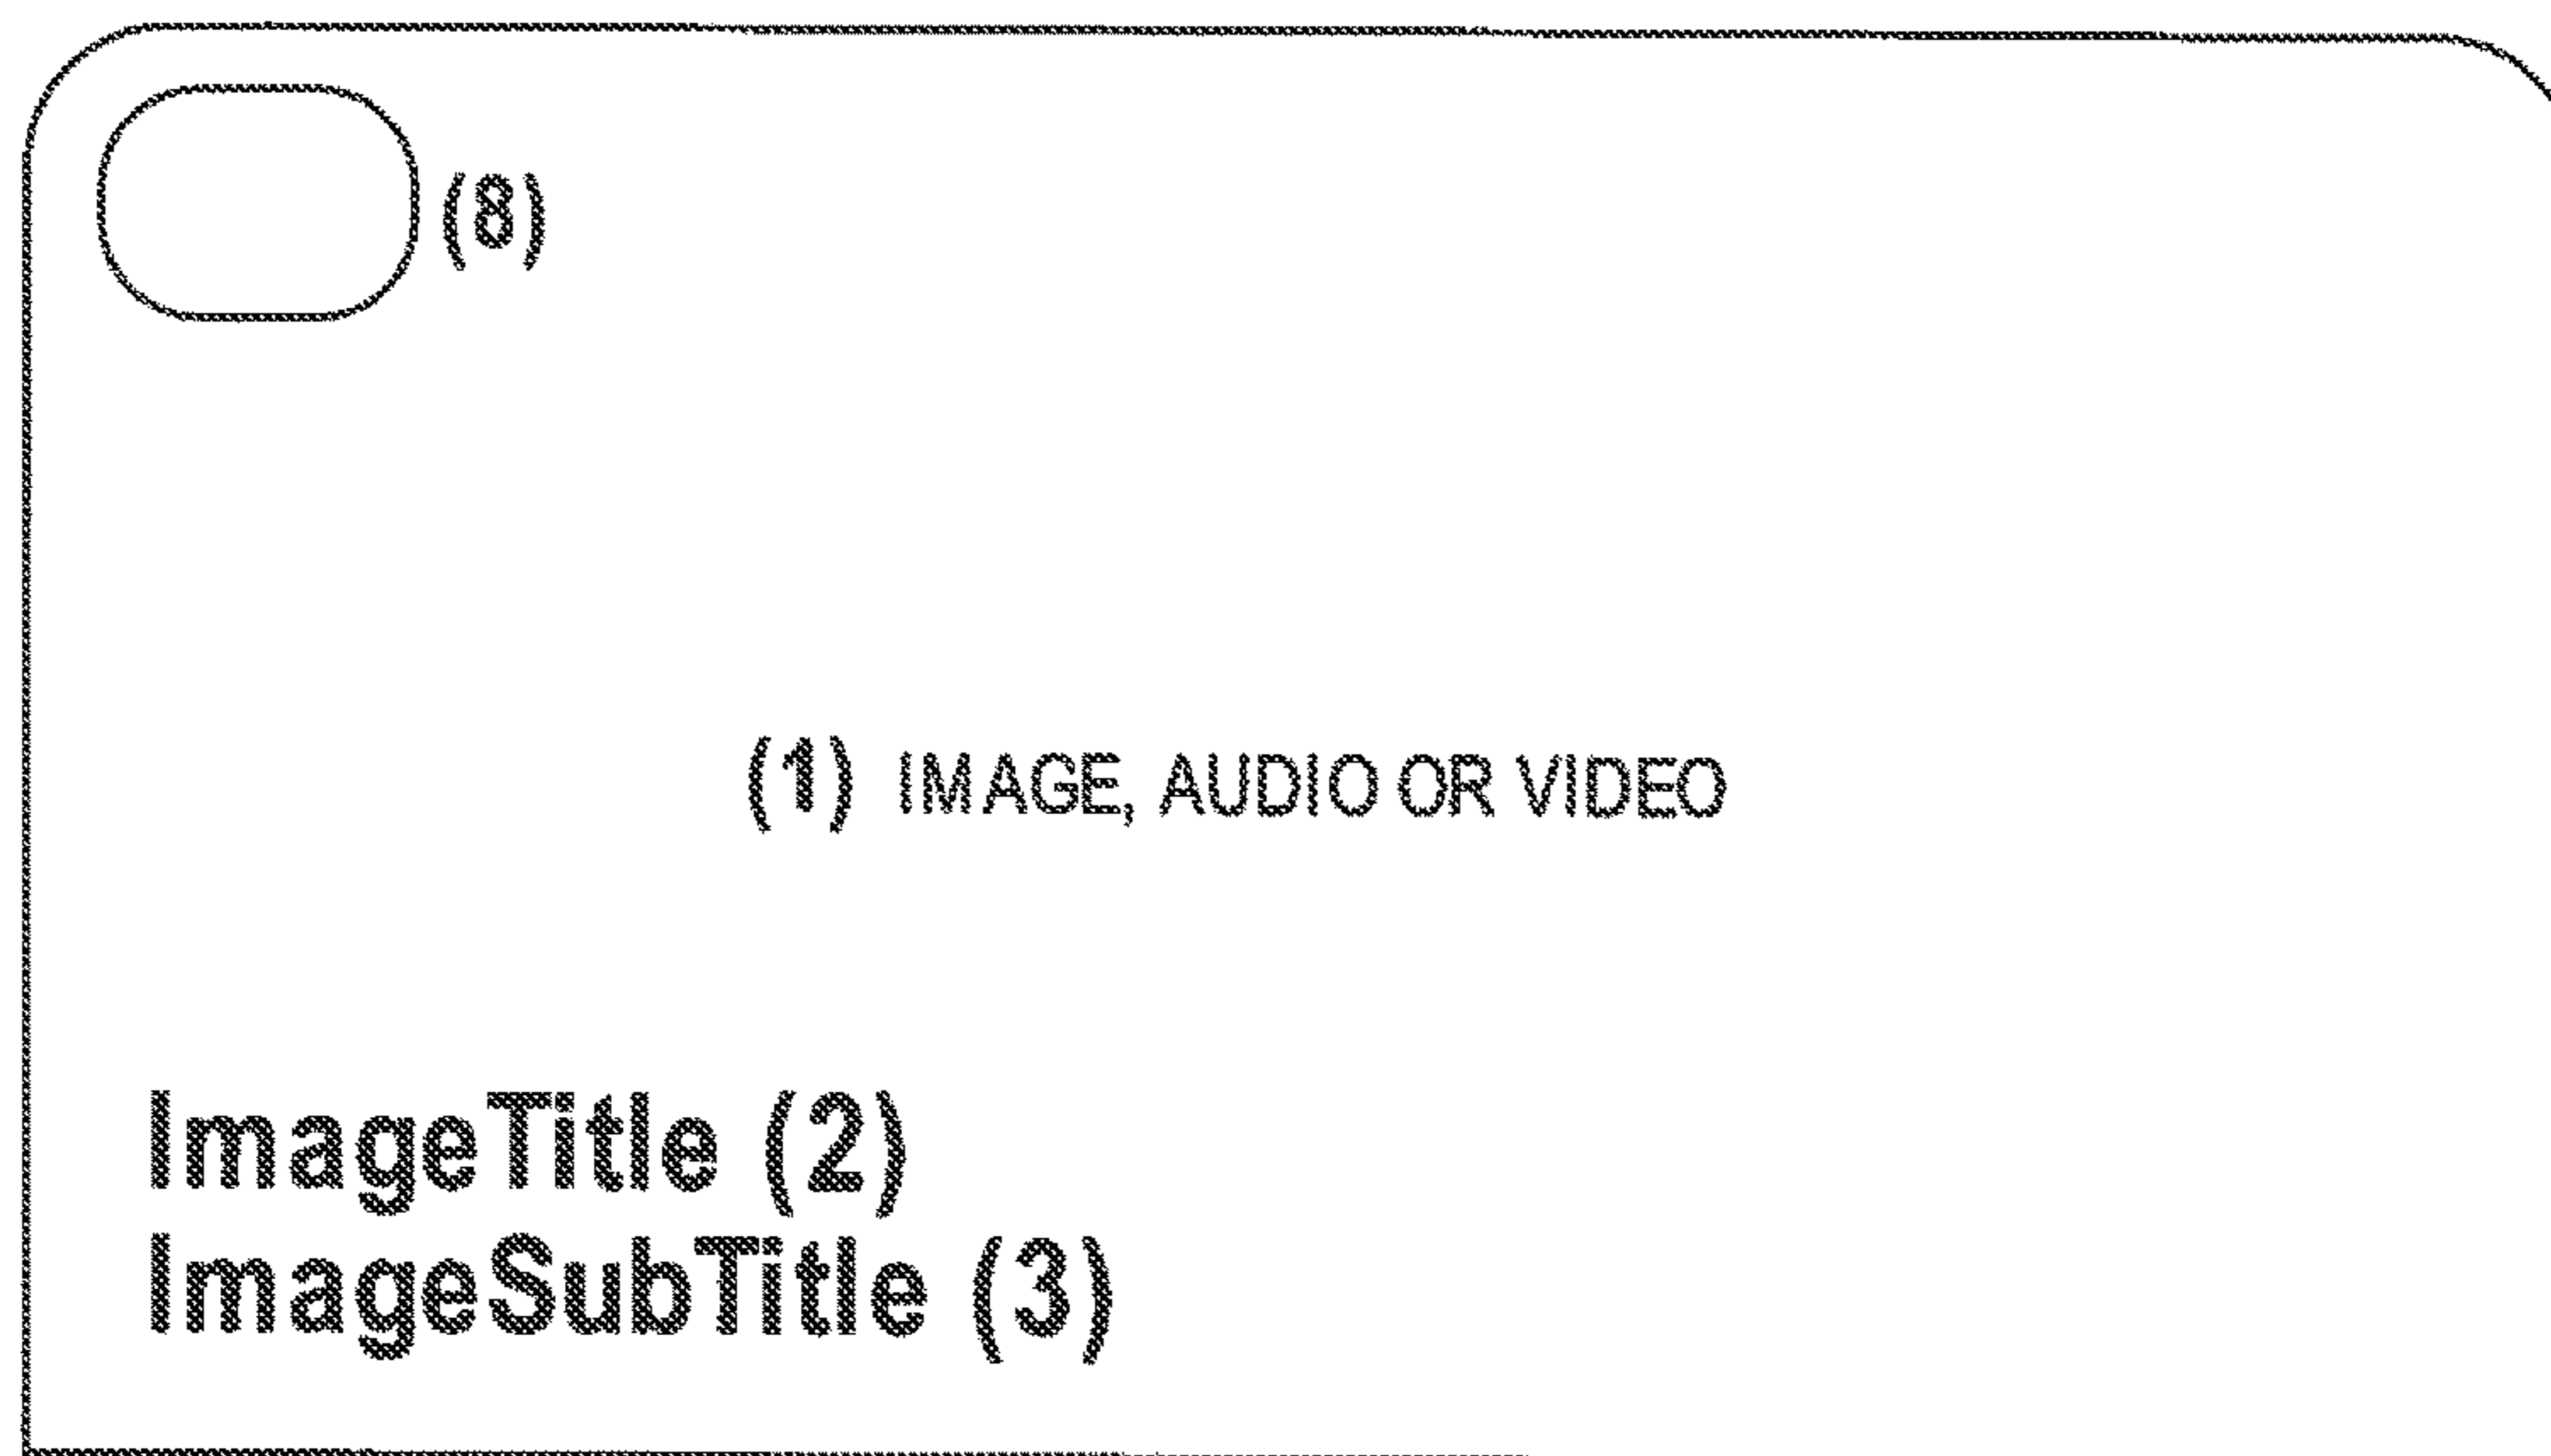 (8)
(1) IMAGE, AUDIO OR VIDEO
ImageTitle (2)
ImageSubTitle (3)